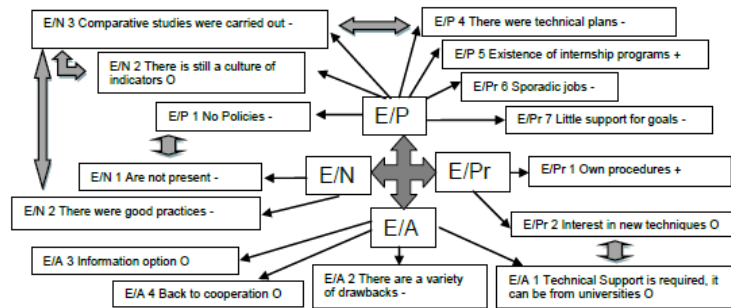 E/N 3 Comparative studies were carried out -
E/P 4 There were technical plans -
E/P 5 Existence of internship programs +
E/N 2 There is still a culture of
indicators O
E/Pr 6 Sporadic jobs -
E/P 1 No Policies -
E/P
E/Pr 7 Little support for goals -
E/N 1 Are not present -
E/N
E/Pr
E/Pr 1 Own procedures +
E/N 2 There were good practices -
E/Pr 2 Interest in new techniques O
E/A
E/A 3 Information option O
E/A 4 Back to cooperation O
E/A 2 There are a variety
of drawbacks -
E/A 1 Technical Support is required, it
can be from universities O